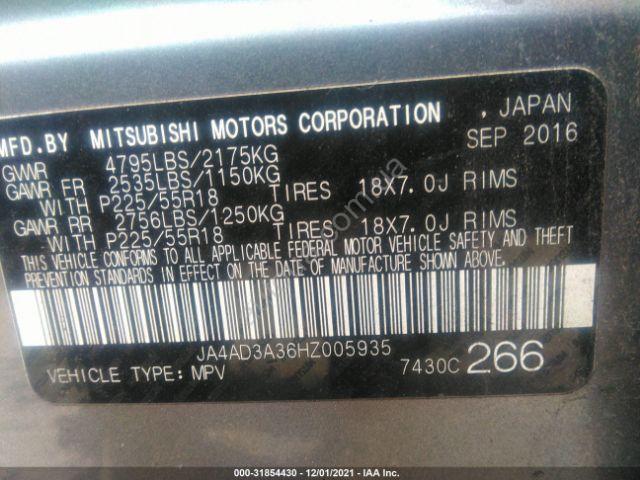 MFD.BY MITSUBISHI MOTORS CORPORATION , JAPAN
GVWR 4795LBS/2175KG SEP 2016
GAWR FR 2535LBS/1150KG
WITH P225/55R18 TIRES 18X7.0J RIMS
GAWR RR 2756LBS/1250KG
WITH P225/55R18 TIRES 18X7.0J RIMS
THIS VEHICLE CONFORMS TO ALL APPLICABLE FEDERAL MOTOR VEHICLE SAFETY AND THEFT
PREVENTION STANDARDS IN EFFECT ON THE DATE OF MANUFACTURE SHOWN ABOVE.
JA4AD3A36HZ005935
VEHICLE TYPE: MPV 7430C 266
000-31854430 - 12/01/2021 - IAA Inc.